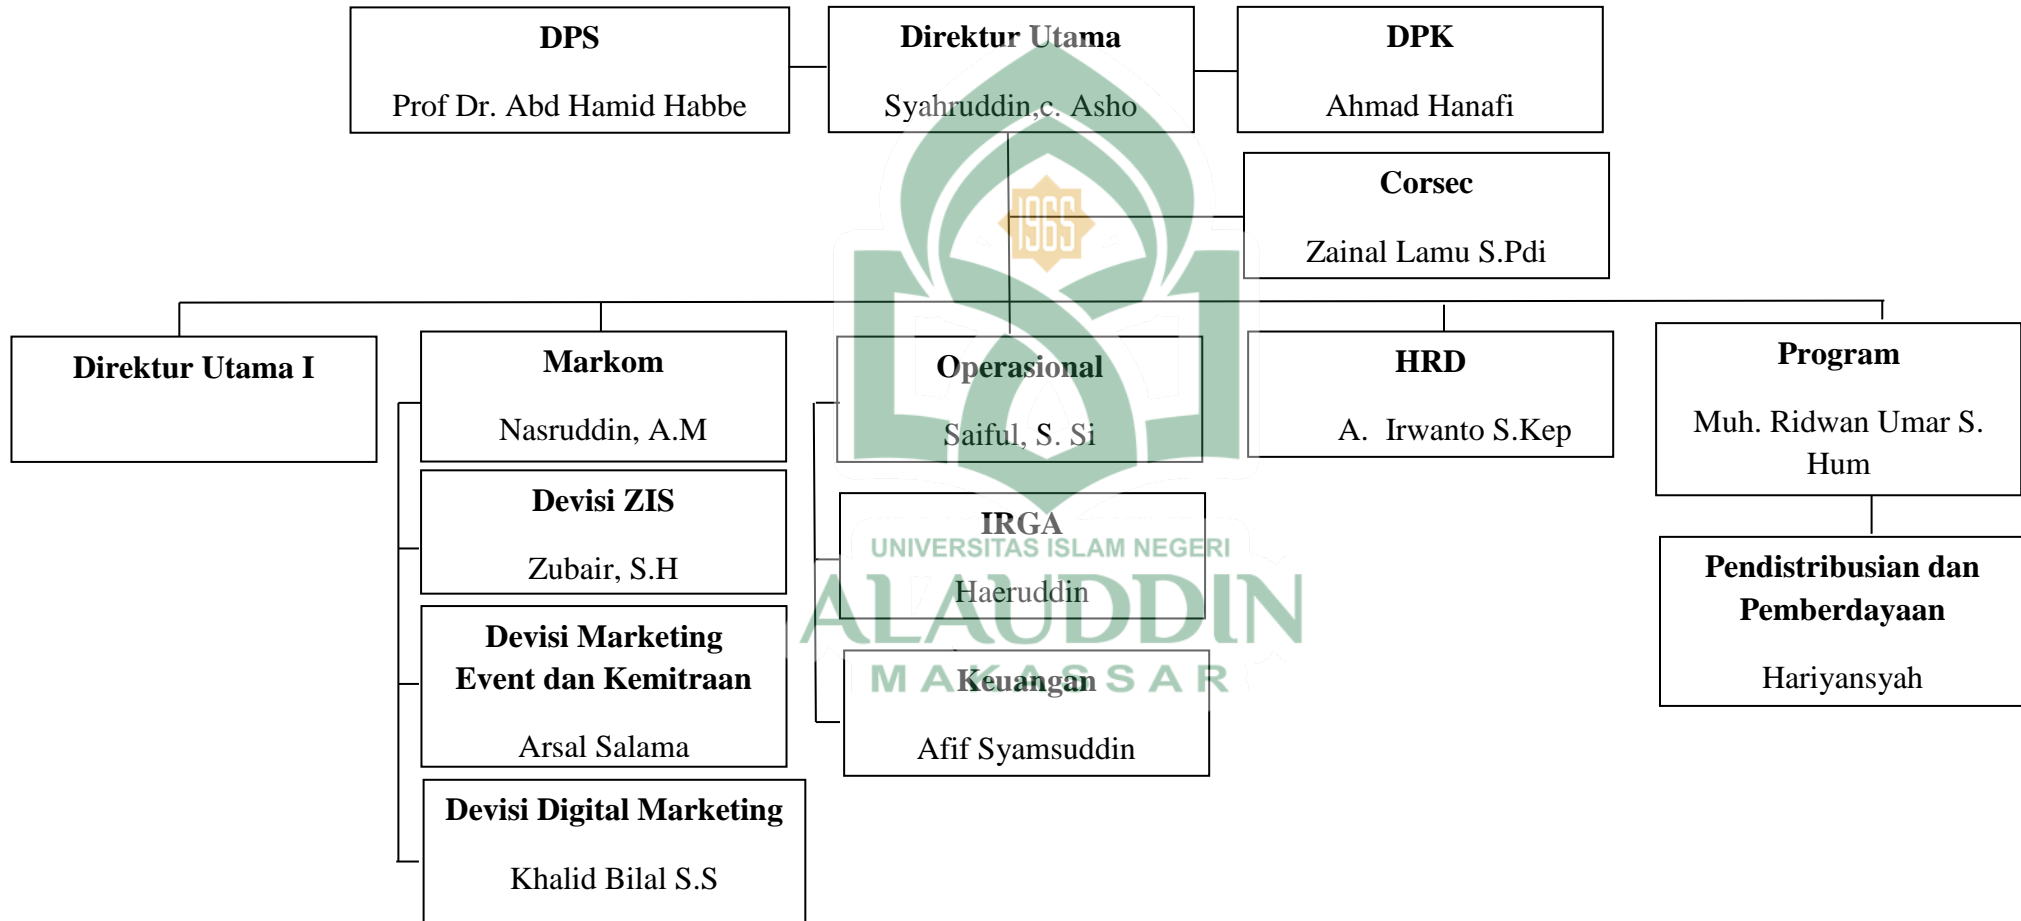 DPS
Prof Dr. Abd Hamid Habbe
Direktur Utama
Syahruddin,c. Asho
DPK
Ahmad Hanafi
Corsec
Zainal Lamu S.Pdi
1965
Direktur Utama I
Markom
Nasruddin, A.M
Operasional
Saiful, S. Si
HRD
A. Irwanto S.Kep
Program
Muh. Ridwan Umar S.
Hum
Devisi ZIS
Zubair, S.H
IRGA
Haeruddin
Pendistribusian dan
Pemberdayaan
Hariyansyah
Devisi Marketing
Event dan Kemitraan
Arsal Salama
Keuangan
Afif Syamsuddin
Devisi Digital Marketing
Khalid Bilal S.S
UNIVERSITAS ISLAM NEGERI
ALAUDDIN
MAKASSAR